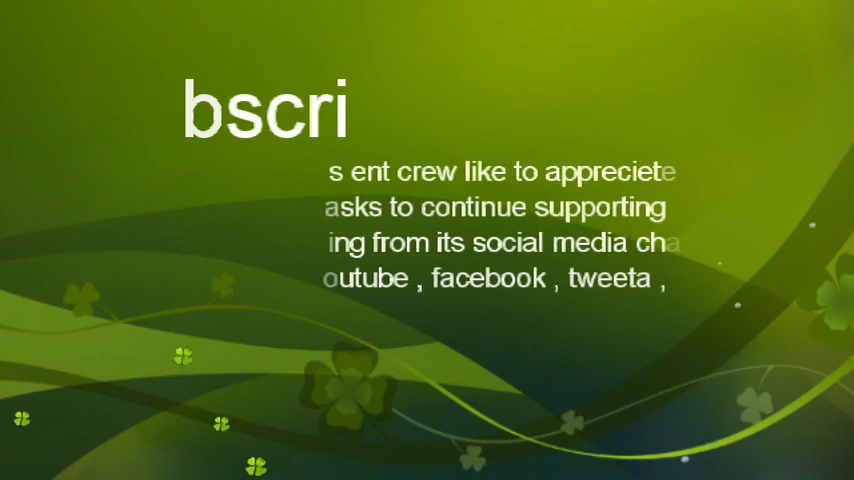 bscri
s ent crew like to appreciete
asks to continue supporting
ing from its social media cha
outube , facebook , tweeta ,